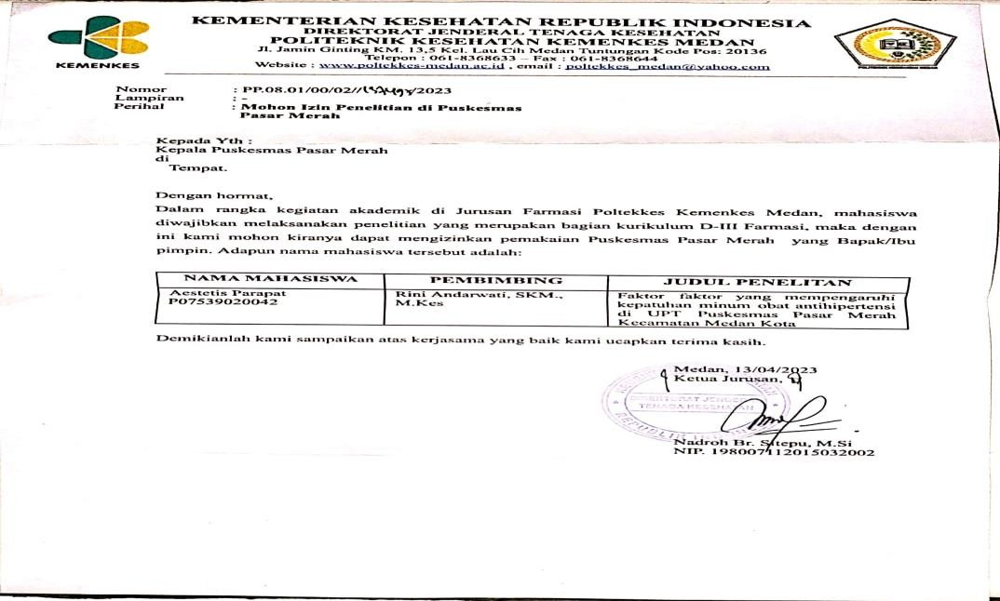 KEMENKES
KEMENTERIAN KESEHATAN REPUBLIK INDONESIA
DIREKTORAT JENDERAL TENAGA KESEHATAN
POLITEKNIK KESEHATAN KEMENKES MEDAN
Jl. Jamin Ginting KM. 13,5 Kel. Lau Cih Medan Tuntungan Kode Pos: 20136
Telepon : 061-8368633 – Fax : 061-8368644
Website : www.poltekkes-medan.ac.id , email : poltekkes_medan@yahoo.com
Nomor : PP.08.01/00/02/ /2023
Lampiran : -
Perihal : Mohon Izin Penelitian di Puskesmas
Pasar Merah
Kepada Yth :
Kepala Puskesmas Pasar Merah
di
Tempat.
Dengan hormat,
Dalam rangka kegiatan akademik di Jurusan Farmasi Poltekkes Kemenkes Medan, mahasiswa
diwajibkan melaksanakan penelitian yang merupakan bagian kurikulum D-III Farmasi, maka dengan
ini kami mohon kiranya dapat mengizinkan pemakaian Puskesmas Pasar Merah yang Bapak/Ibu
pimpin. Adapun nama mahasiswa tersebut adalah:
NAMA MAHASISWA PEMBIMBING JUDUL PENELITAN
Aestetis Parapat
P07539020042
Rini Andarwati, SKM.,
M.Kes
Faktor faktor yang mempengaruhi
kepatuhan minum obat antihipertensi
di UPT Puskesmas Pasar Merah
Kecamatan Medan Kota
Demikianlah kami sampaikan atas kerjasama yang baik kami ucapkan terima kasih.
Medan, 13/04/2023
Ketua Jurusan,
DIREKTORAT JENDERAL
TENAGA KESEHATAN
REPUBLIK
Nadroh Br. Sitepu, M.Si
NIP. 198007112015032002